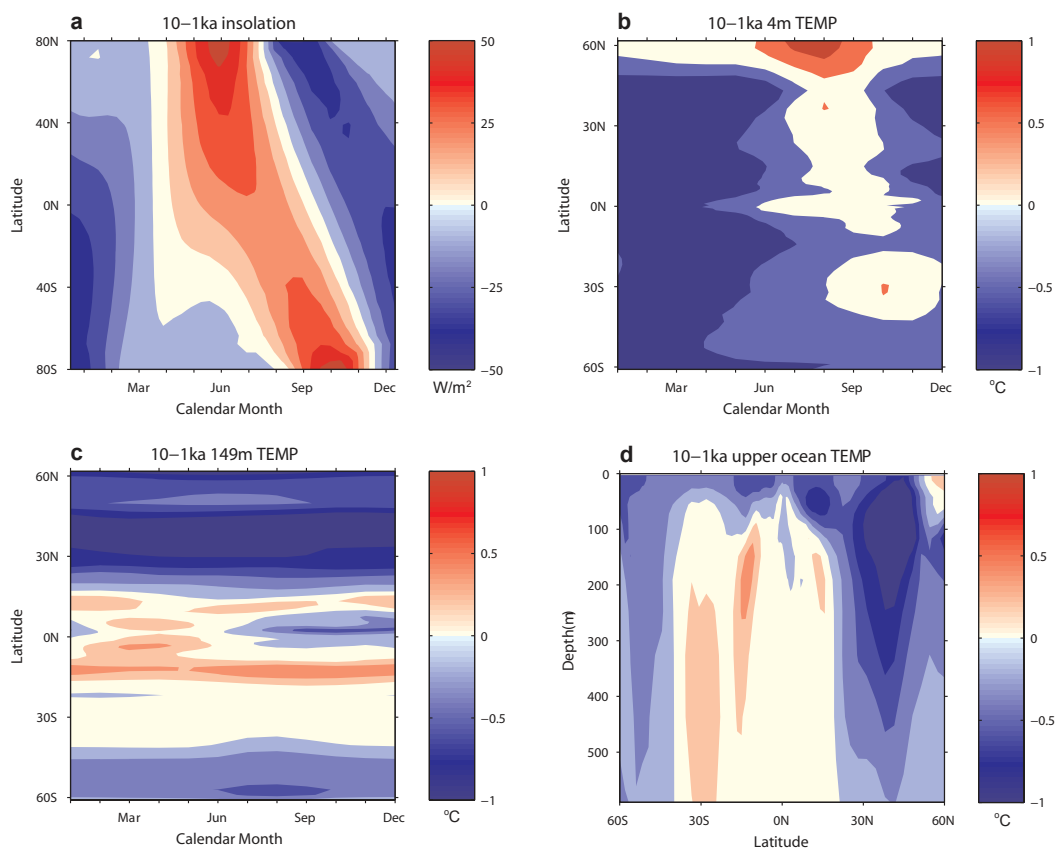 a
10−1ka insolation
80N
40N
0N
40S
80S
Latitude
Mar
Jun
Sep
Dec
Calendar Month
50
25
0
−25
−50
W/m²
b
10−1ka 4m TEMP
60N
30N
0N
30S
60S
Latitude
Mar
Jun
Sep
Dec
Calendar Month
1
0.5
0
−0.5
−1
°C
c
10−1ka 149m TEMP
60N
30N
0N
30S
60S
Latitude
Mar
Jun
Sep
Dec
Calendar Month
1
0.5
0
−0.5
−1
°C
d
10−1ka upper ocean TEMP
0
100
200
300
400
500
Depth(m)
60S
30S
0N
30N
60N
Latitude
1
0.5
0
−0.5
−1
°C